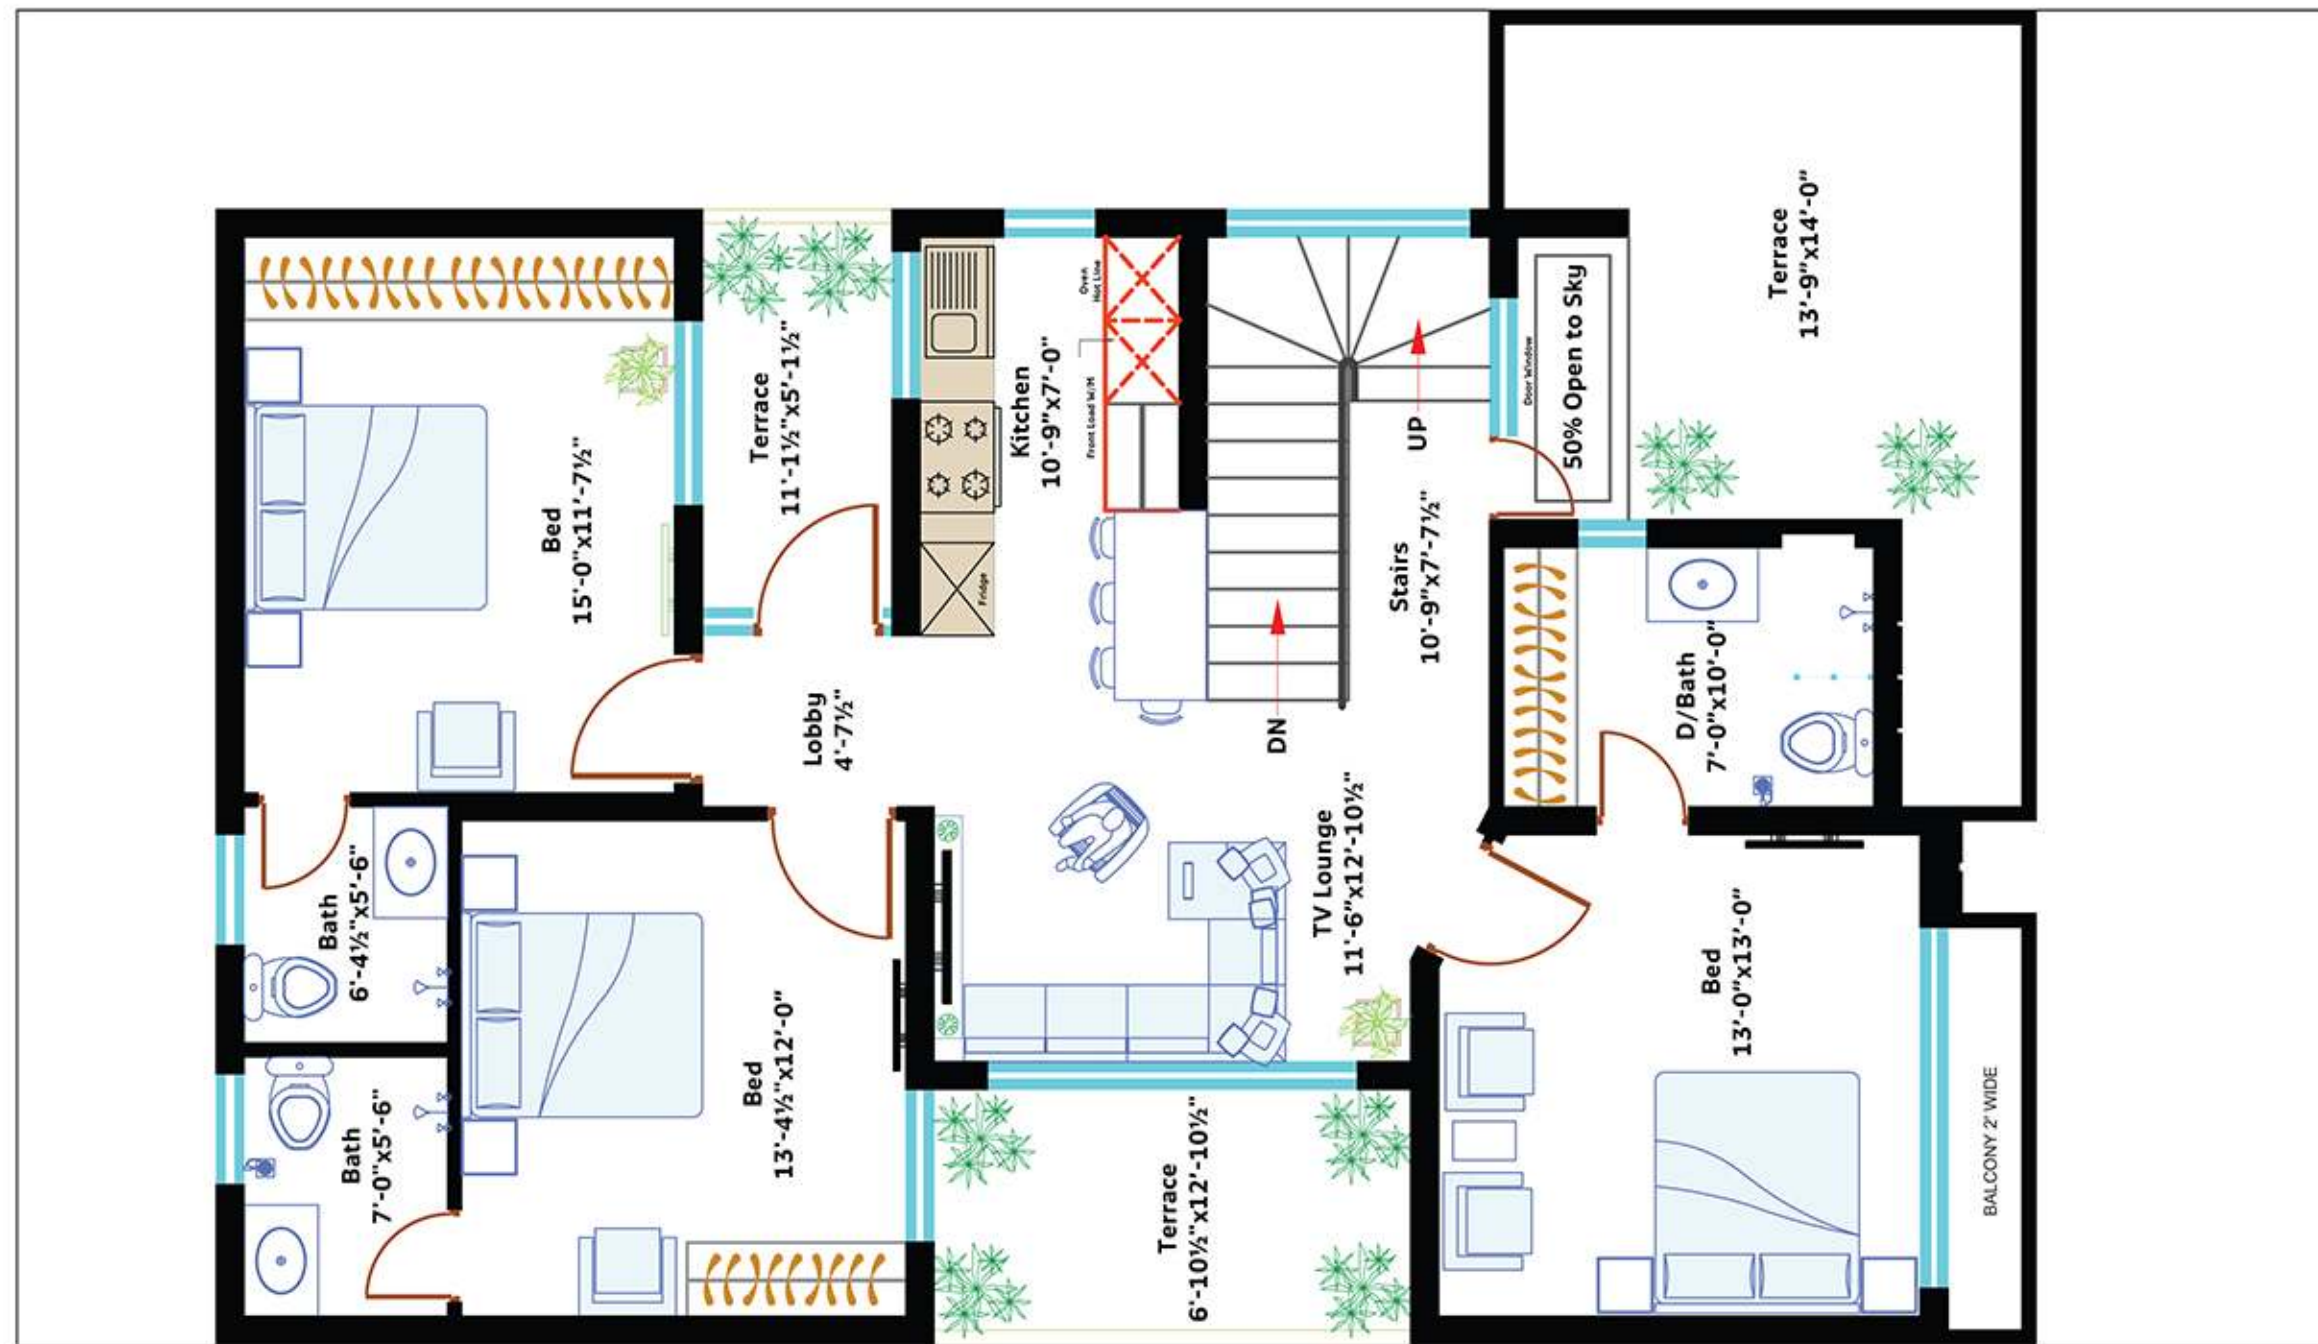 Bed
15'-0"x11'-7½"
Terrace
11'-1½"x5'-1½"
Kitchen
10'-9"x7'-0"
Oven
Hot Line
Front Load W/M
Fridge
UP
DN
Stairs
10'-9"x7'-7½"
Door Window
50% Open to Sky
Terrace
13'-9"x14'-0"
Lobby
4'-7½"
D/Bath
7'-0"x10'-0"
Bath
6'-4½"x5'-6"
TV Lounge
11'-6"x12'-10½"
Bed
13'-0"x13'-0"
Bath
7'-0"x5'-6"
Bed
13'-4½"x12'-0"
Terrace
6'-10½"x12'-10½"
BALCONY 2' WIDE